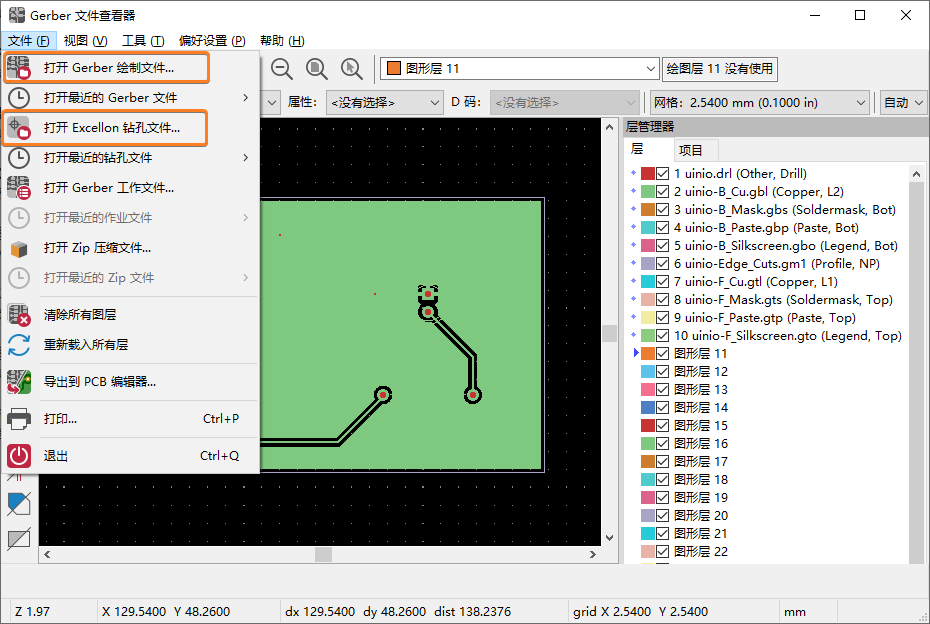 Gerber 文件查看器
文件 (F) 视图 (V) 工具 (T) 偏好设置 (P) 帮助 (H)
打开 Gerber 绘制文件...
打开最近的 Gerber 文件
打开 Excellon 钻孔文件...
打开最近的钻孔文件
打开 Gerber 工作文件...
打开最近的作业文件
打开 Zip 压缩文件...
打开最近的 Zip 文件
清除所有图层
重新载入所有层
导出到 PCB 编辑器...
打印... Ctrl+P
退出 Ctrl+Q
图形层 11 绘图层 11 没有使用
属性: <没有选择> D 码: <没有选择> 网格: 2.5400 mm (0.1000 in) 自动
层管理器
层 项目
1 uinio.drl (Other, Drill)
2 uinio-B_Cu.gbl (Copper, L2)
3 uinio-B_Mask.gbs (Soldermask, Bot)
4 uinio-B_Paste.gbp (Paste, Bot)
5 uinio-B_Silkscreen.gbo (Legend, Bot)
6 uinio-Edge_Cuts.gm1 (Profile, NP)
7 uinio-F_Cu.gtl (Copper, L1)
8 uinio-F_Mask.gts (Soldermask, Top)
9 uinio-F_Paste.gtp (Paste, Top)
10 uinio-F_Silkscreen.gto (Legend, Top)
图形层 11
图形层 12
图形层 13
图形层 14
图形层 15
图形层 16
图形层 17
图形层 18
图形层 19
图形层 20
图形层 21
图形层 22
Z 1.97 X 129.5400 Y 48.2600 dx 129.5400 dy 48.2600 dist 138.2376 grid X 2.5400 Y 2.5400 mm